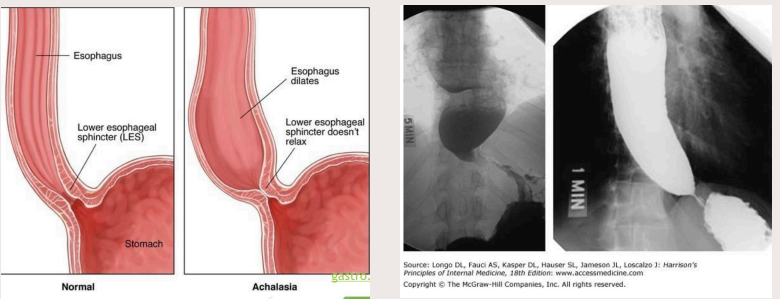 Esophagus
Lower esophageal
sphincter (LES)
Stomach
Normal
Esophagus
dilates
Lower esophageal
sphincter doesn't
relax
gastro.
Achalasia
5 MIN
1 MIN
Source: Longo DL, Fauci AS, Kasper DL, Hauser SL, Jameson JL, Loscalzo J: Harrison's
Principles of Internal Medicine, 18th Edition: www.accessmedicine.com
Copyright © The McGraw-Hill Companies, Inc. All rights reserved.